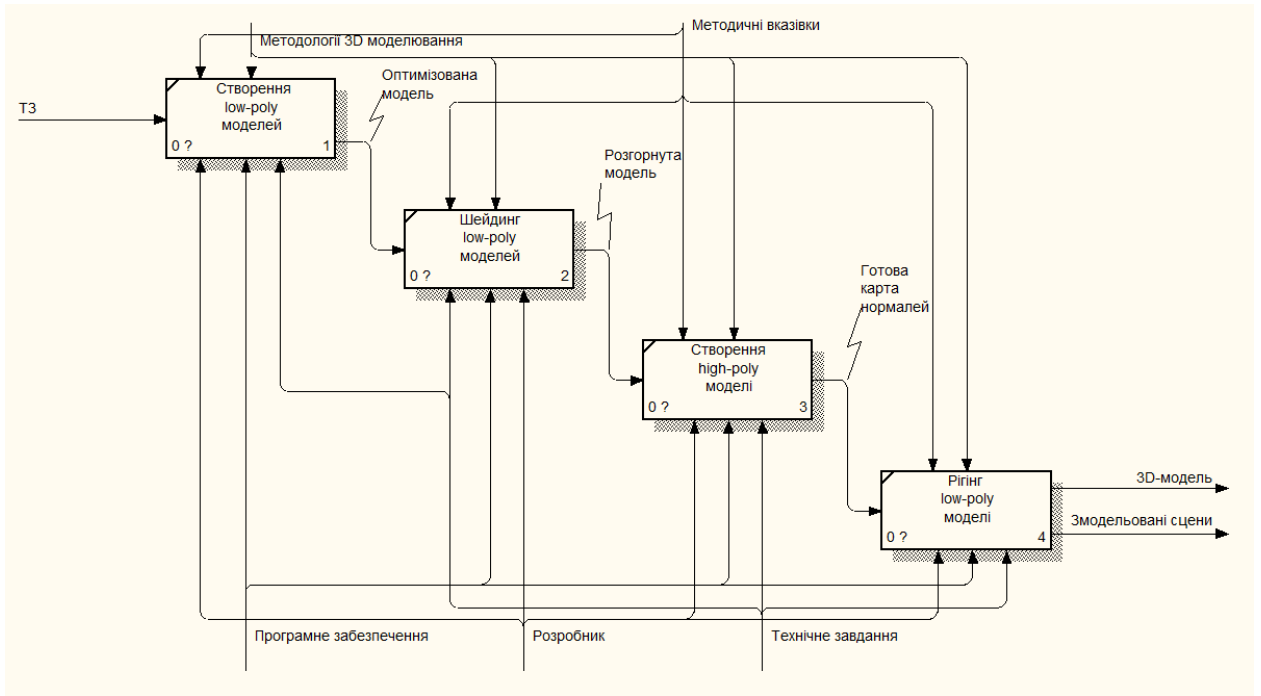 Методичні вказівки
Методології 3D моделювання
Оптимізована
модель
Створення
low-poly
моделей
0 ?
1
ТЗ
Розгорнута
модель
Шейдинг
low-poly
моделей
0 ?
2
Готова
карта
нормалей
Створення
high-poly
моделі
0 ?
3
Рігінг
low-poly
моделі
0 ?
4
3D-модель
Змодельовані сцени
Програмне забезпечення
Розробник
Технічне завдання